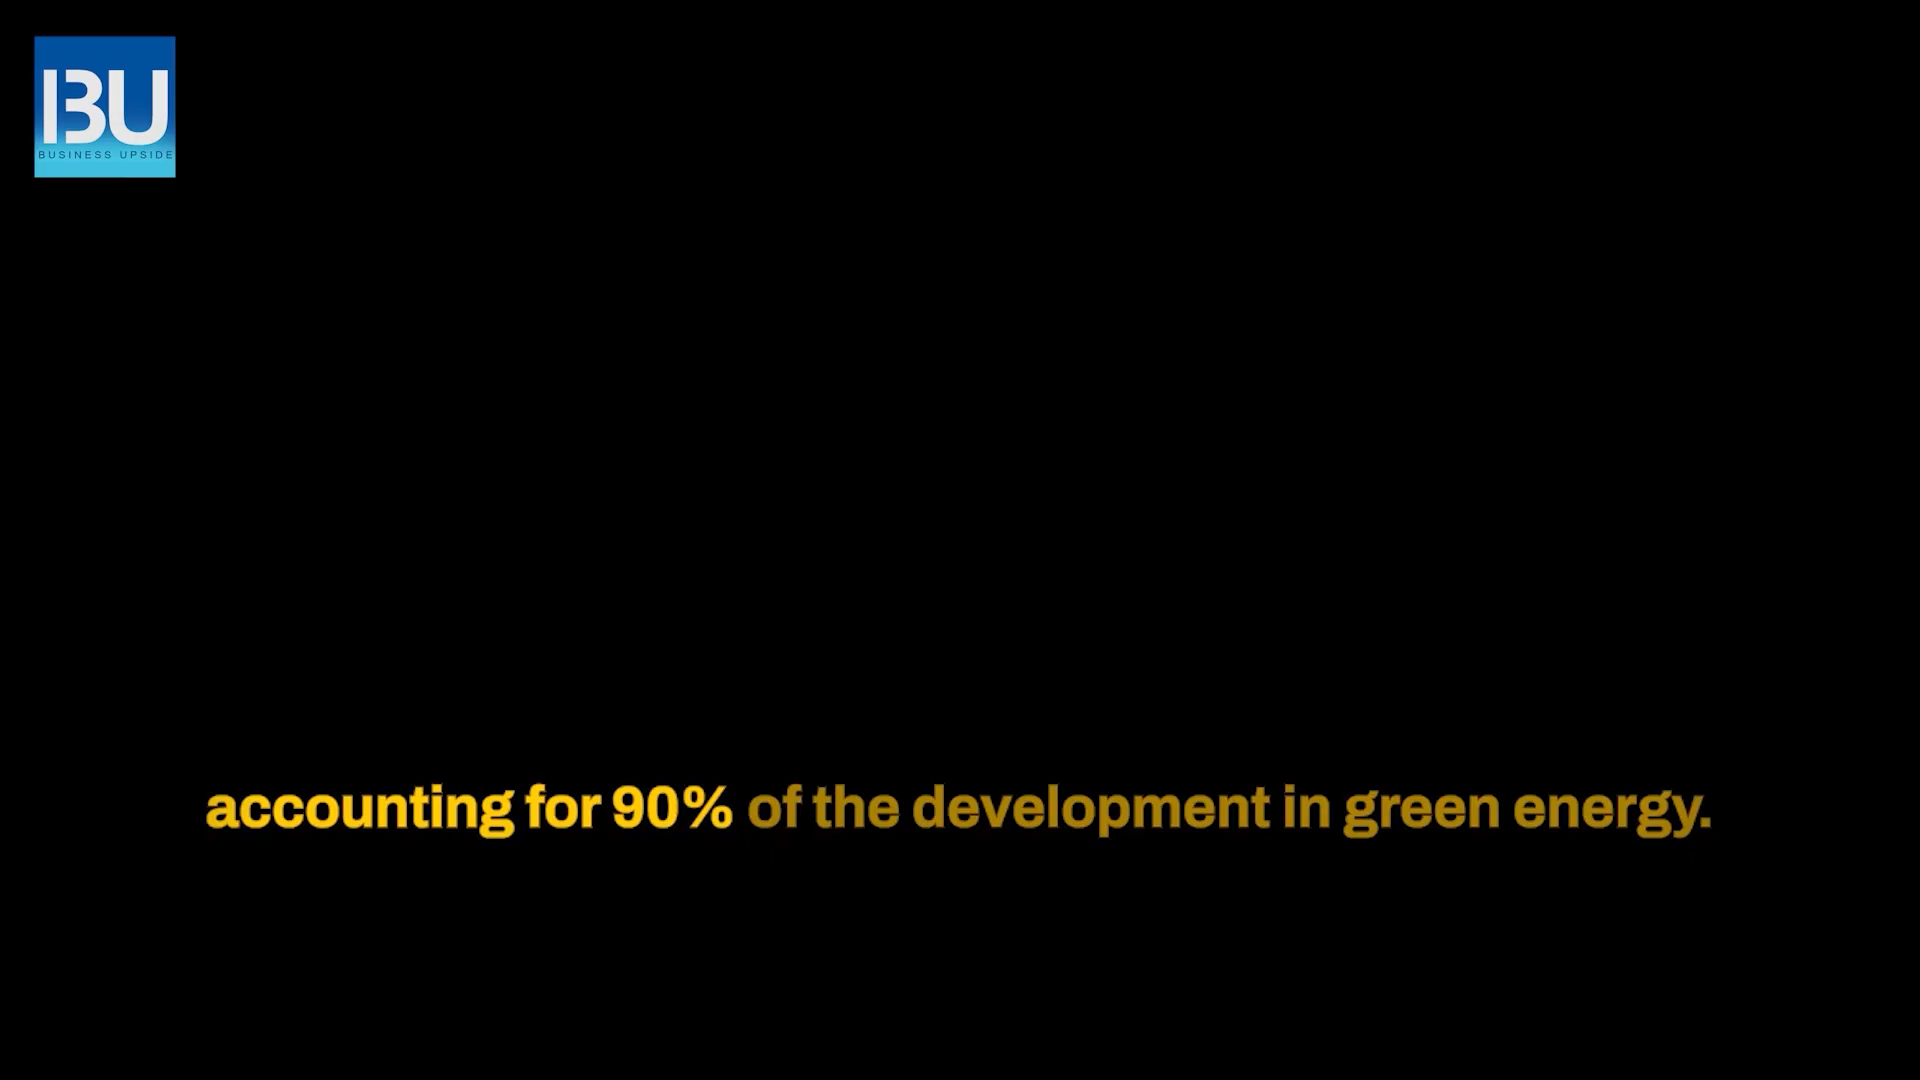 BU
BUSINESS UPSIDE
accounting for 90% of the development in green energy.